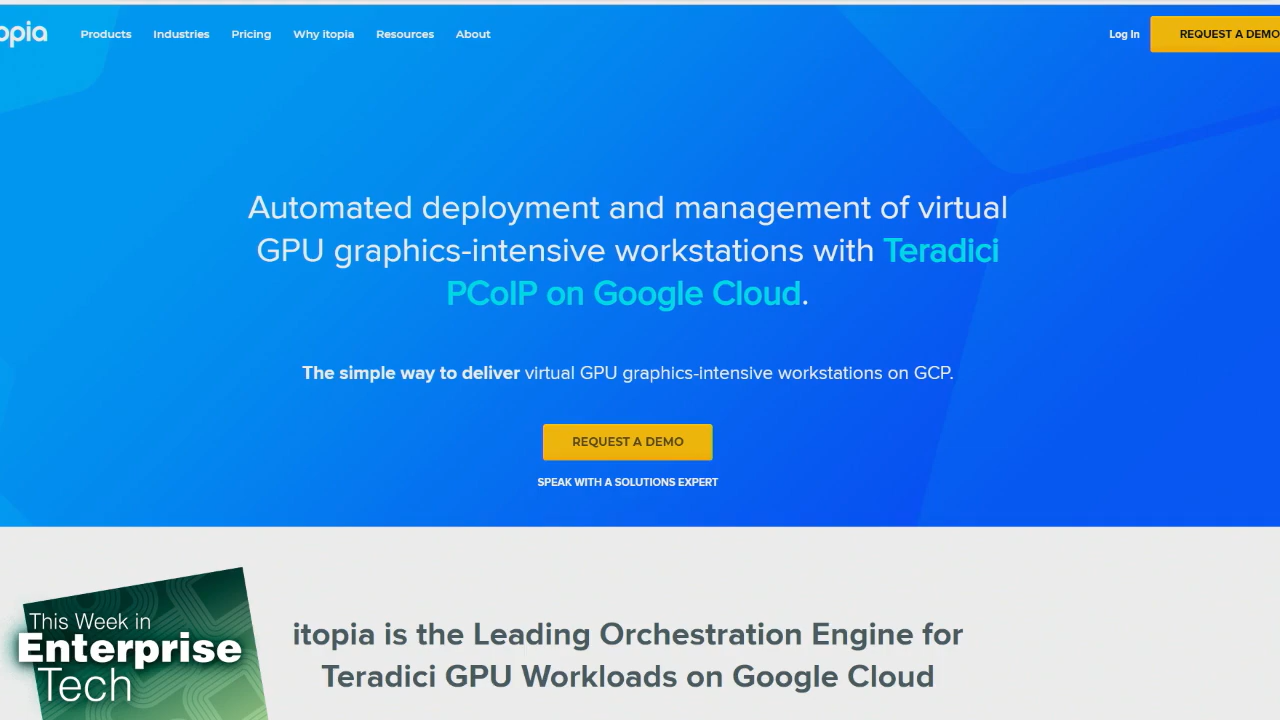 Products Industries Pricing Why itopia Resources About Log In REQUEST A DEMO
Automated deployment and management of virtual
GPU graphics-intensive workstations with Teradici
PCoIP on Google Cloud.
The simple way to deliver virtual GPU graphics-intensive workstations on GCP.
REQUEST A DEMO
SPEAK WITH A SOLUTIONS EXPERT
itopia is the Leading Orchestration Engine for
Teradici GPU Workloads on Google Cloud
This Week in
Enterprise
Tech